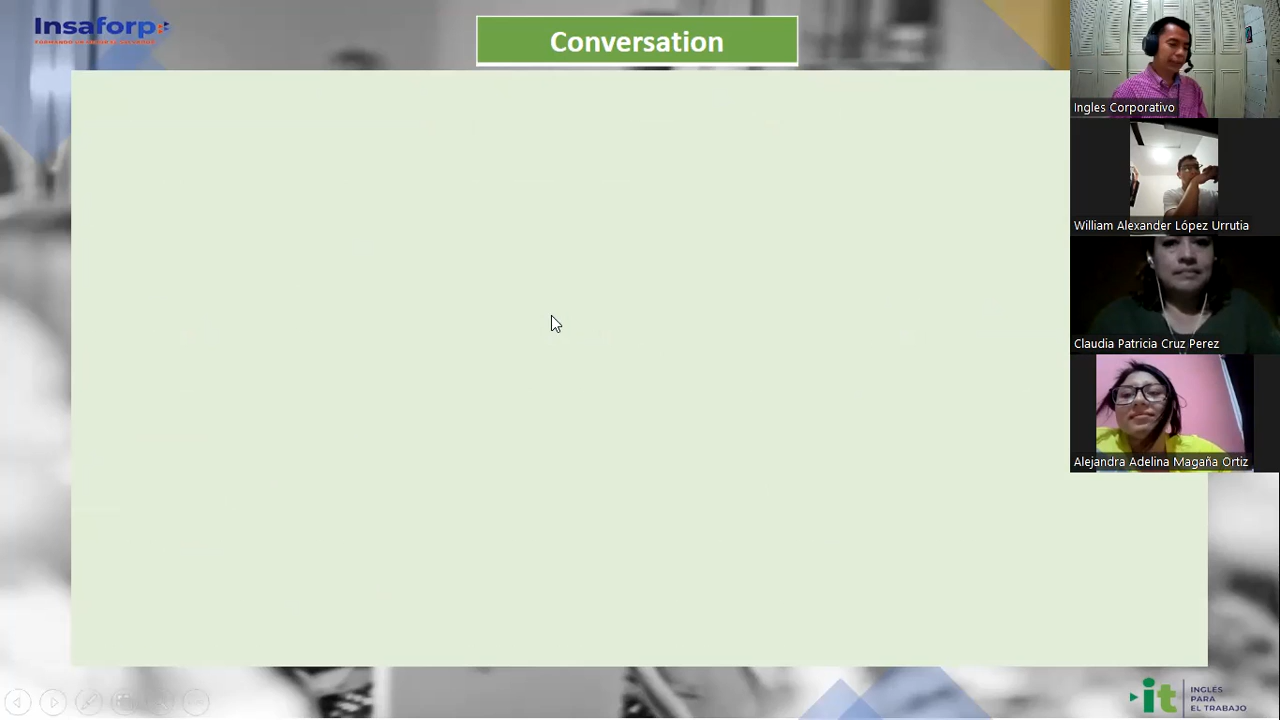 Insaforp
Conversation
Ingles Corporativo
William Alexander López Urrutia
Claudia Patricia Cruz Perez
Alejandra Adelina Magaña Ortiz
it
INGLES
PARA
EL TRABAJO